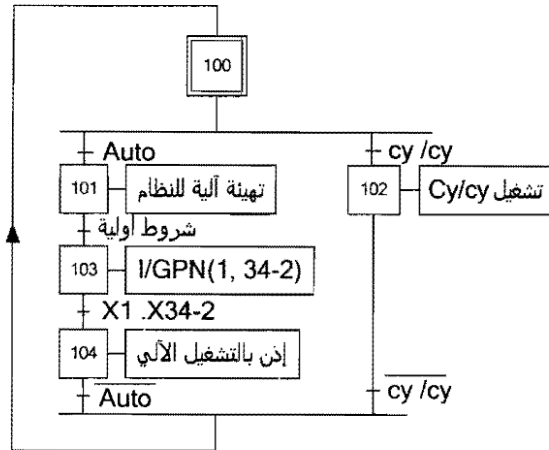 100
Auto
cy /cy
101
تهيئة آلية للنظام
102
تشغيل Cy/cy
شروط أولية
103
I/GPN(1, 34-2)
X1 .X34-2
104
إذن بالتشغيل الآلي
Auto
cy /cy